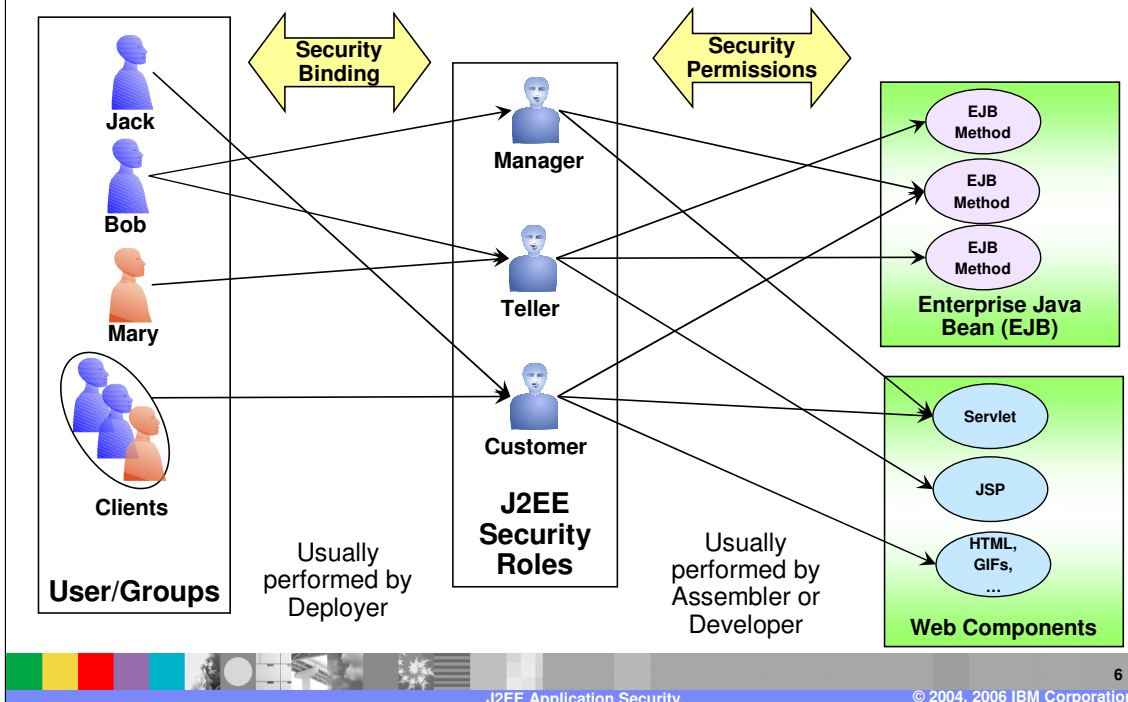 Security
Binding
Security
Permissions
Jack
Bob
Mary
Clients
User/Groups
Usually
performed by
Deployer
Manager
Teller
Customer
J2EE
Security
Roles
Usually
performed by
Assembler or
Developer
EJB
Method
EJB
Method
EJB
Method
Enterprise Java
Bean (EJB)
Servlet
JSP
HTML,
GIFs,
...
Web Components
6
J2EE Application Security
© 2004, 2006 IBM Corporation